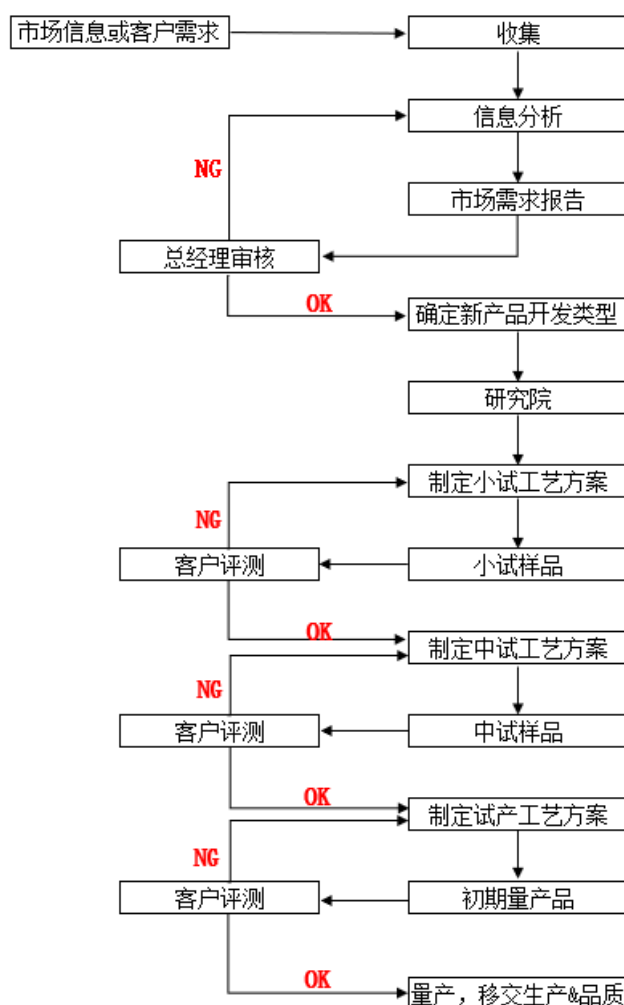 市场信息或客户需求
收集
信息分析
NG
市场需求报告
总经理审核
OK
确定新产品开发类型
研究院
制定小试工艺方案
NG
客户评测
小试样品
OK
制定中试工艺方案
NG
客户评测
中试样品
OK
制定试产工艺方案
NG
客户评测
初期量产品
OK
量产，移交生产&品质